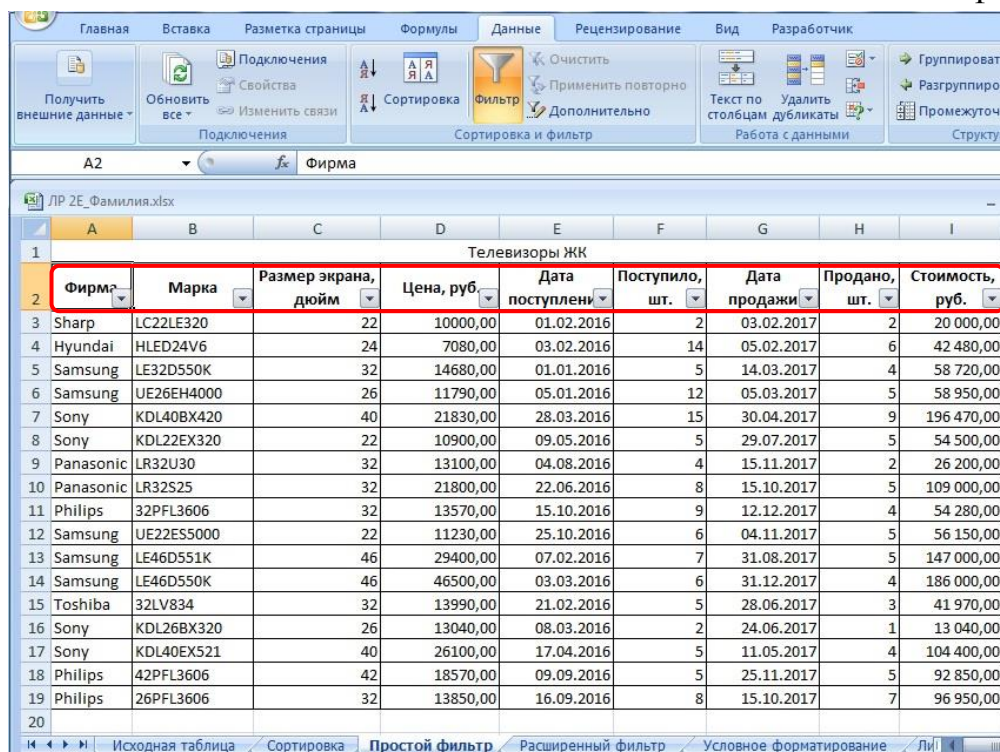 Главная Вставка Разметка страницы Формулы Данные Рецензирование Вид Разработчик
Получить внешние данные
Обновить все
Подключения
Свойства
Изменить связи
Подключения
Сортировка
Фильтр
Очистить
Применить повторно
Дополнительно
Сортировка и фильтр
Текст по столбцам
Удалить дубликаты
Работа с данными
Группироват
Разгруппиро
Промежуточ
Структу
A2 fx Фирма
ЛР 2Е_Фамилия.xlsx
A B C D E F G H I
1 Телевизоры ЖК
2 Фирма Марка Размер экрана, дюйм Цена, руб. Дата поступлени Поступило, шт. Дата продажи Продано, шт. Стоимость, руб.
3 Sharp LC22LE320 22 10000,00 01.02.2016 2 03.02.2017 2 20 000,00
4 Hyundai HLED24V6 24 7080,00 03.02.2016 14 05.02.2017 6 42 480,00
5 Samsung LE32D550K 32 14680,00 01.01.2016 5 14.03.2017 4 58 720,00
6 Samsung UE26EH4000 26 11790,00 05.01.2016 12 05.03.2017 5 58 950,00
7 Sony KDL40BX420 40 21830,00 28.03.2016 15 30.04.2017 9 196 470,00
8 Sony KDL22EX320 22 10900,00 09.05.2016 5 29.07.2017 5 54 500,00
9 Panasonic LR32U30 32 13100,00 04.08.2016 4 15.11.2017 2 26 200,00
10 Panasonic LR32S25 32 21800,00 22.06.2016 8 15.10.2017 5 109 000,00
11 Philips 32PFL3606 32 13570,00 15.10.2016 9 12.12.2017 4 54 280,00
12 Samsung UE22ES5000 22 11230,00 25.10.2016 6 04.11.2017 5 56 150,00
13 Samsung LE46D551K 46 29400,00 07.02.2016 7 31.08.2017 5 147 000,00
14 Samsung LE46D550K 46 46500,00 03.03.2016 6 31.12.2017 4 186 000,00
15 Toshiba 32LV834 32 13990,00 21.02.2016 5 28.06.2017 3 41 970,00
16 Sony KDL26BX320 26 13040,00 08.03.2016 2 24.06.2017 1 13 040,00
17 Sony KDL40EX521 40 26100,00 17.04.2016 5 11.05.2017 4 104 400,00
18 Philips 42PFL3606 42 18570,00 09.09.2016 5 25.11.2017 5 92 850,00
19 Philips 26PFL3606 32 13850,00 16.09.2016 8 15.10.2017 7 96 950,00
20
Исходная таблица Сортировка Простой фильтр Расширенный фильтр Условное форматирование